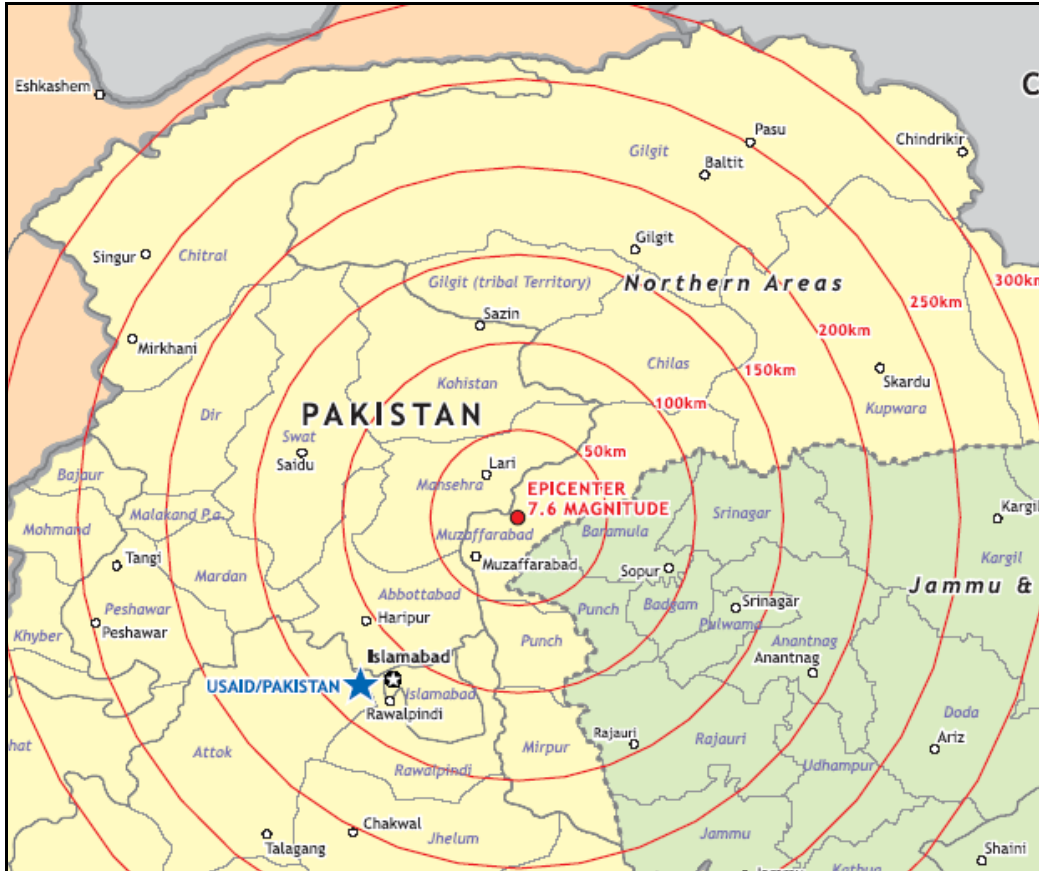 Eshkashem
C
Pasu
Chindrikir
Gilgit
Baltit
Singur
Chitral
Gilgit
Gilgit (tribal Territory)
Northern Areas
300km
250km
Sazin
200km
Mirkhani
Chilas
150km
Skardu
Kohistan
100km
Kupwara
Dir
PAKISTAN
Swat
Saidu
50km
Bajaur
Lari
Mansehra
EPICENTER
7.6 MAGNITUDE
Kargil
Malakand P.a.
Srinagar
Mohmand
Muzaffarabad
Baramula
Tangi
Muzaffarabad
Kargil
Mardan
Sopur
Jammu &
Abbottabad
Peshawar
Punch
Badgam
Srinagar
Haripur
Pulwama
Peshawar
Khyber
Punch
Anantnag
Islamabad
Anantnag
USAID/PAKISTAN
Islamabad
Rawalpindi
Doda
Rajauri
Rajauri
Ariz
hat
Attok
Mirpur
Udhampur
Rawalpindi
Chakwal
Jhelum
Jammu
Talagang
Shaini